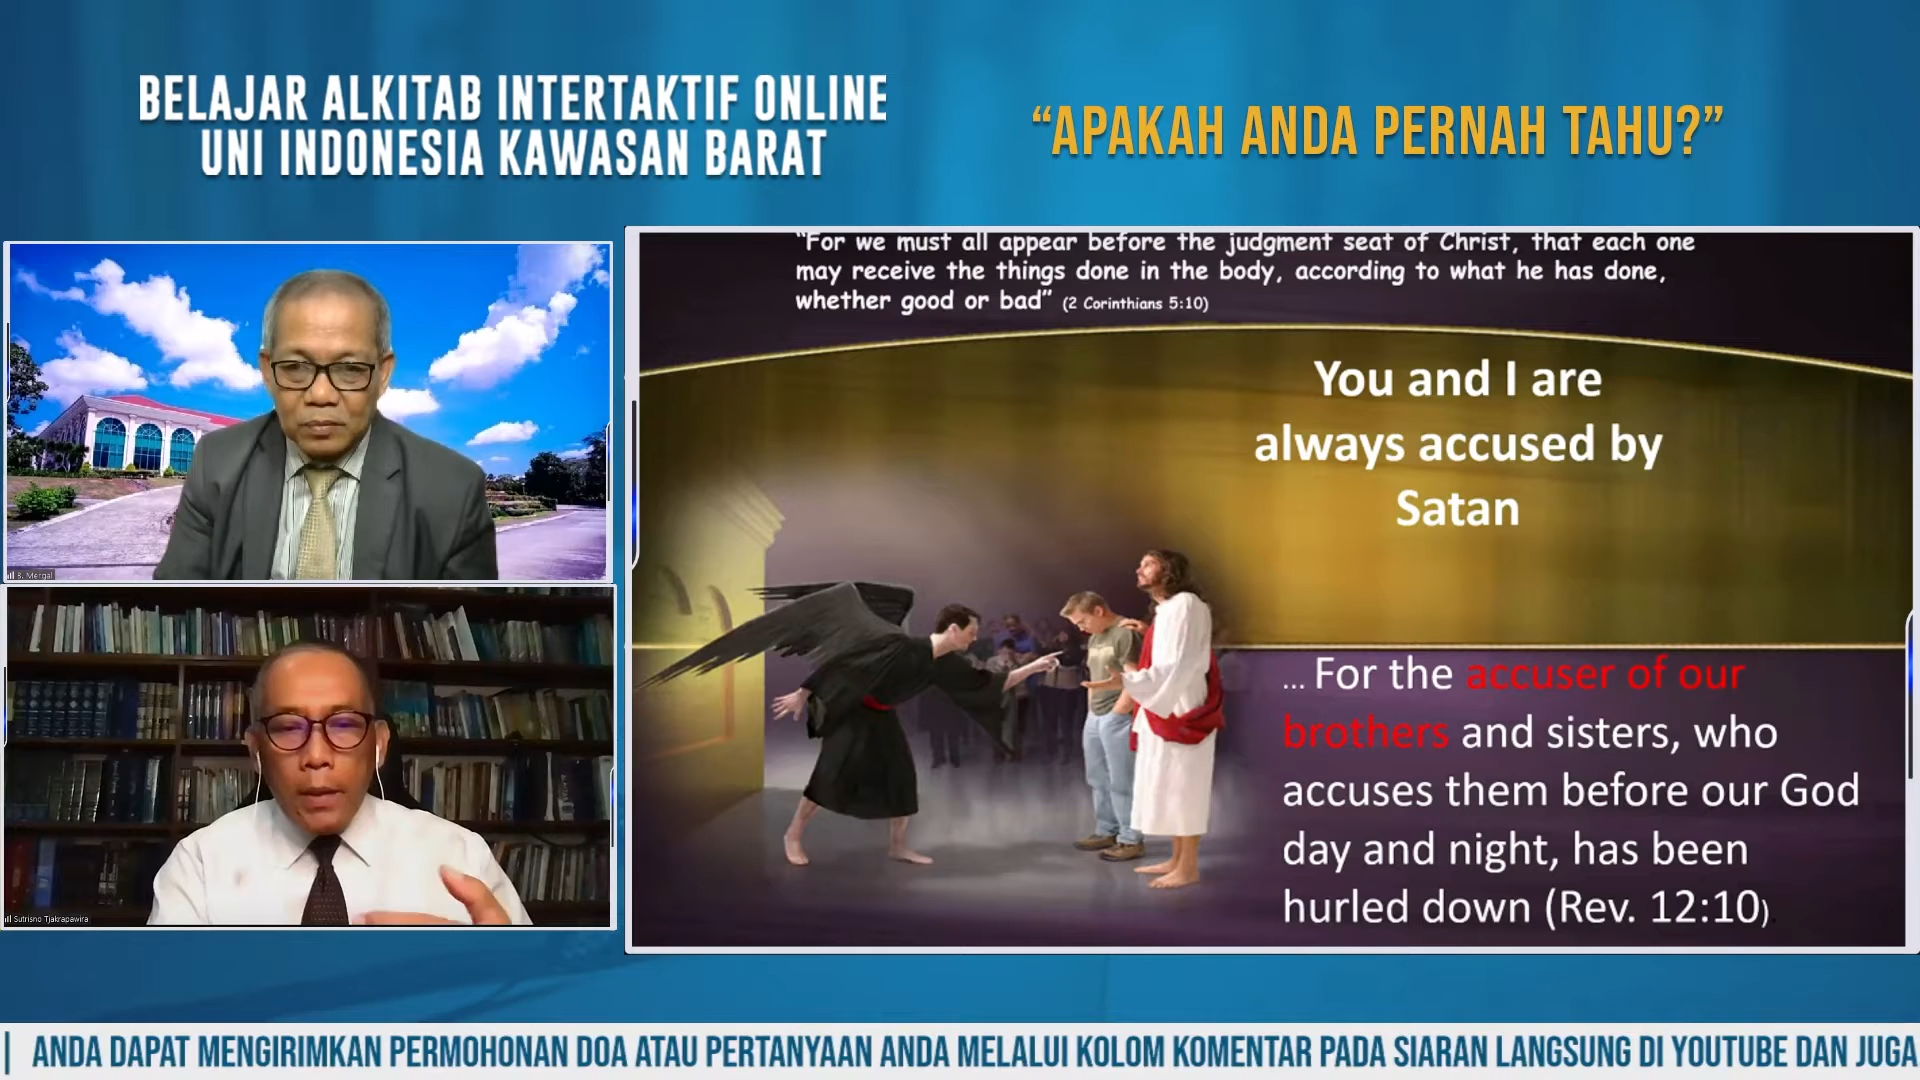 BELAJAR ALKITAB INTERTAKTIF ONLINE
UNI INDONESIA KAWASAN BARAT
“APAKAH ANDA PERNAH TAHU?”
“For we must all appear before the judgment seat of Christ, that each one
may receive the things done in the body, according to what he has done,
whether good or bad” (2 Corinthians 5:10)
You and I are
always accused by
Satan
... For the accuser of our
brothers and sisters, who
accuses them before our God
day and night, has been
hurled down (Rev. 12:10)
B. Mergal
Sutrisno Tjakrapawira
| ANDA DAPAT MENGIRIMKAN PERMOHONAN DOA ATAU PERTANYAAN ANDA MELALUI KOLOM KOMENTAR PADA SIARAN LANGSUNG DI YOUTUBE DAN JUGA